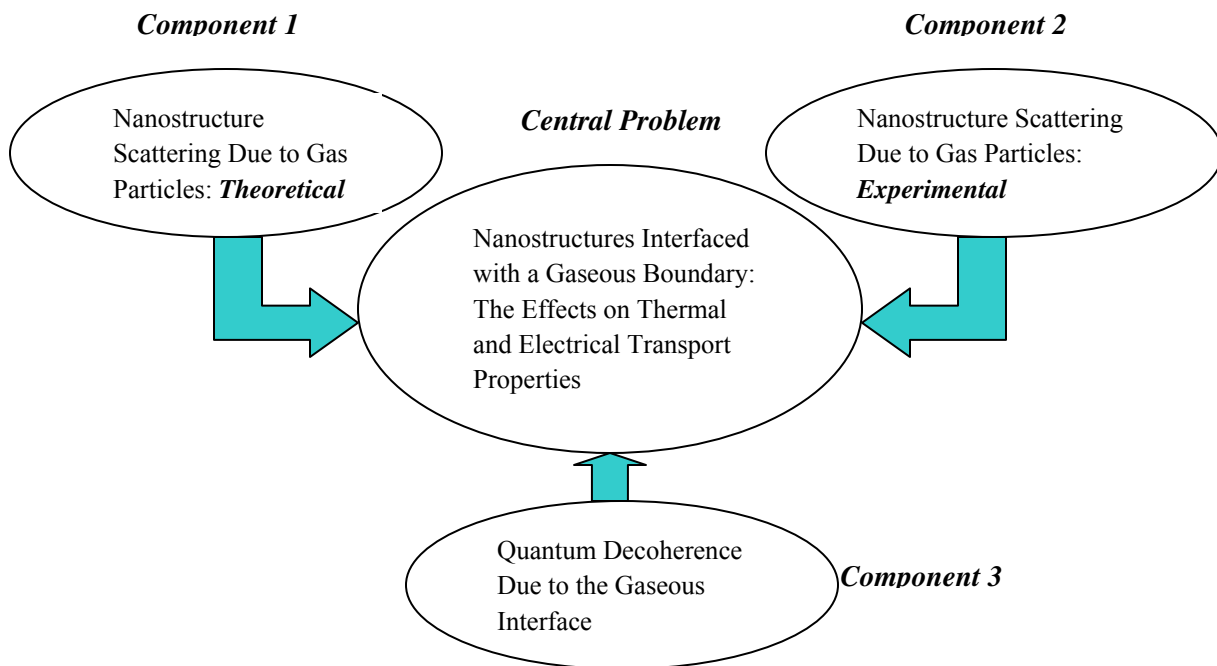 Component 1
Component 2
Nanostructure
Scattering Due to Gas
Particles: Theoretical
Central Problem
Nanostructure Scattering
Due to Gas Particles:
Experimental
Nanostructures Interfaced
with a Gaseous Boundary:
The Effects on Thermal
and Electrical Transport
Properties
Quantum Decoherence
Due to the Gaseous
Interface
Component 3